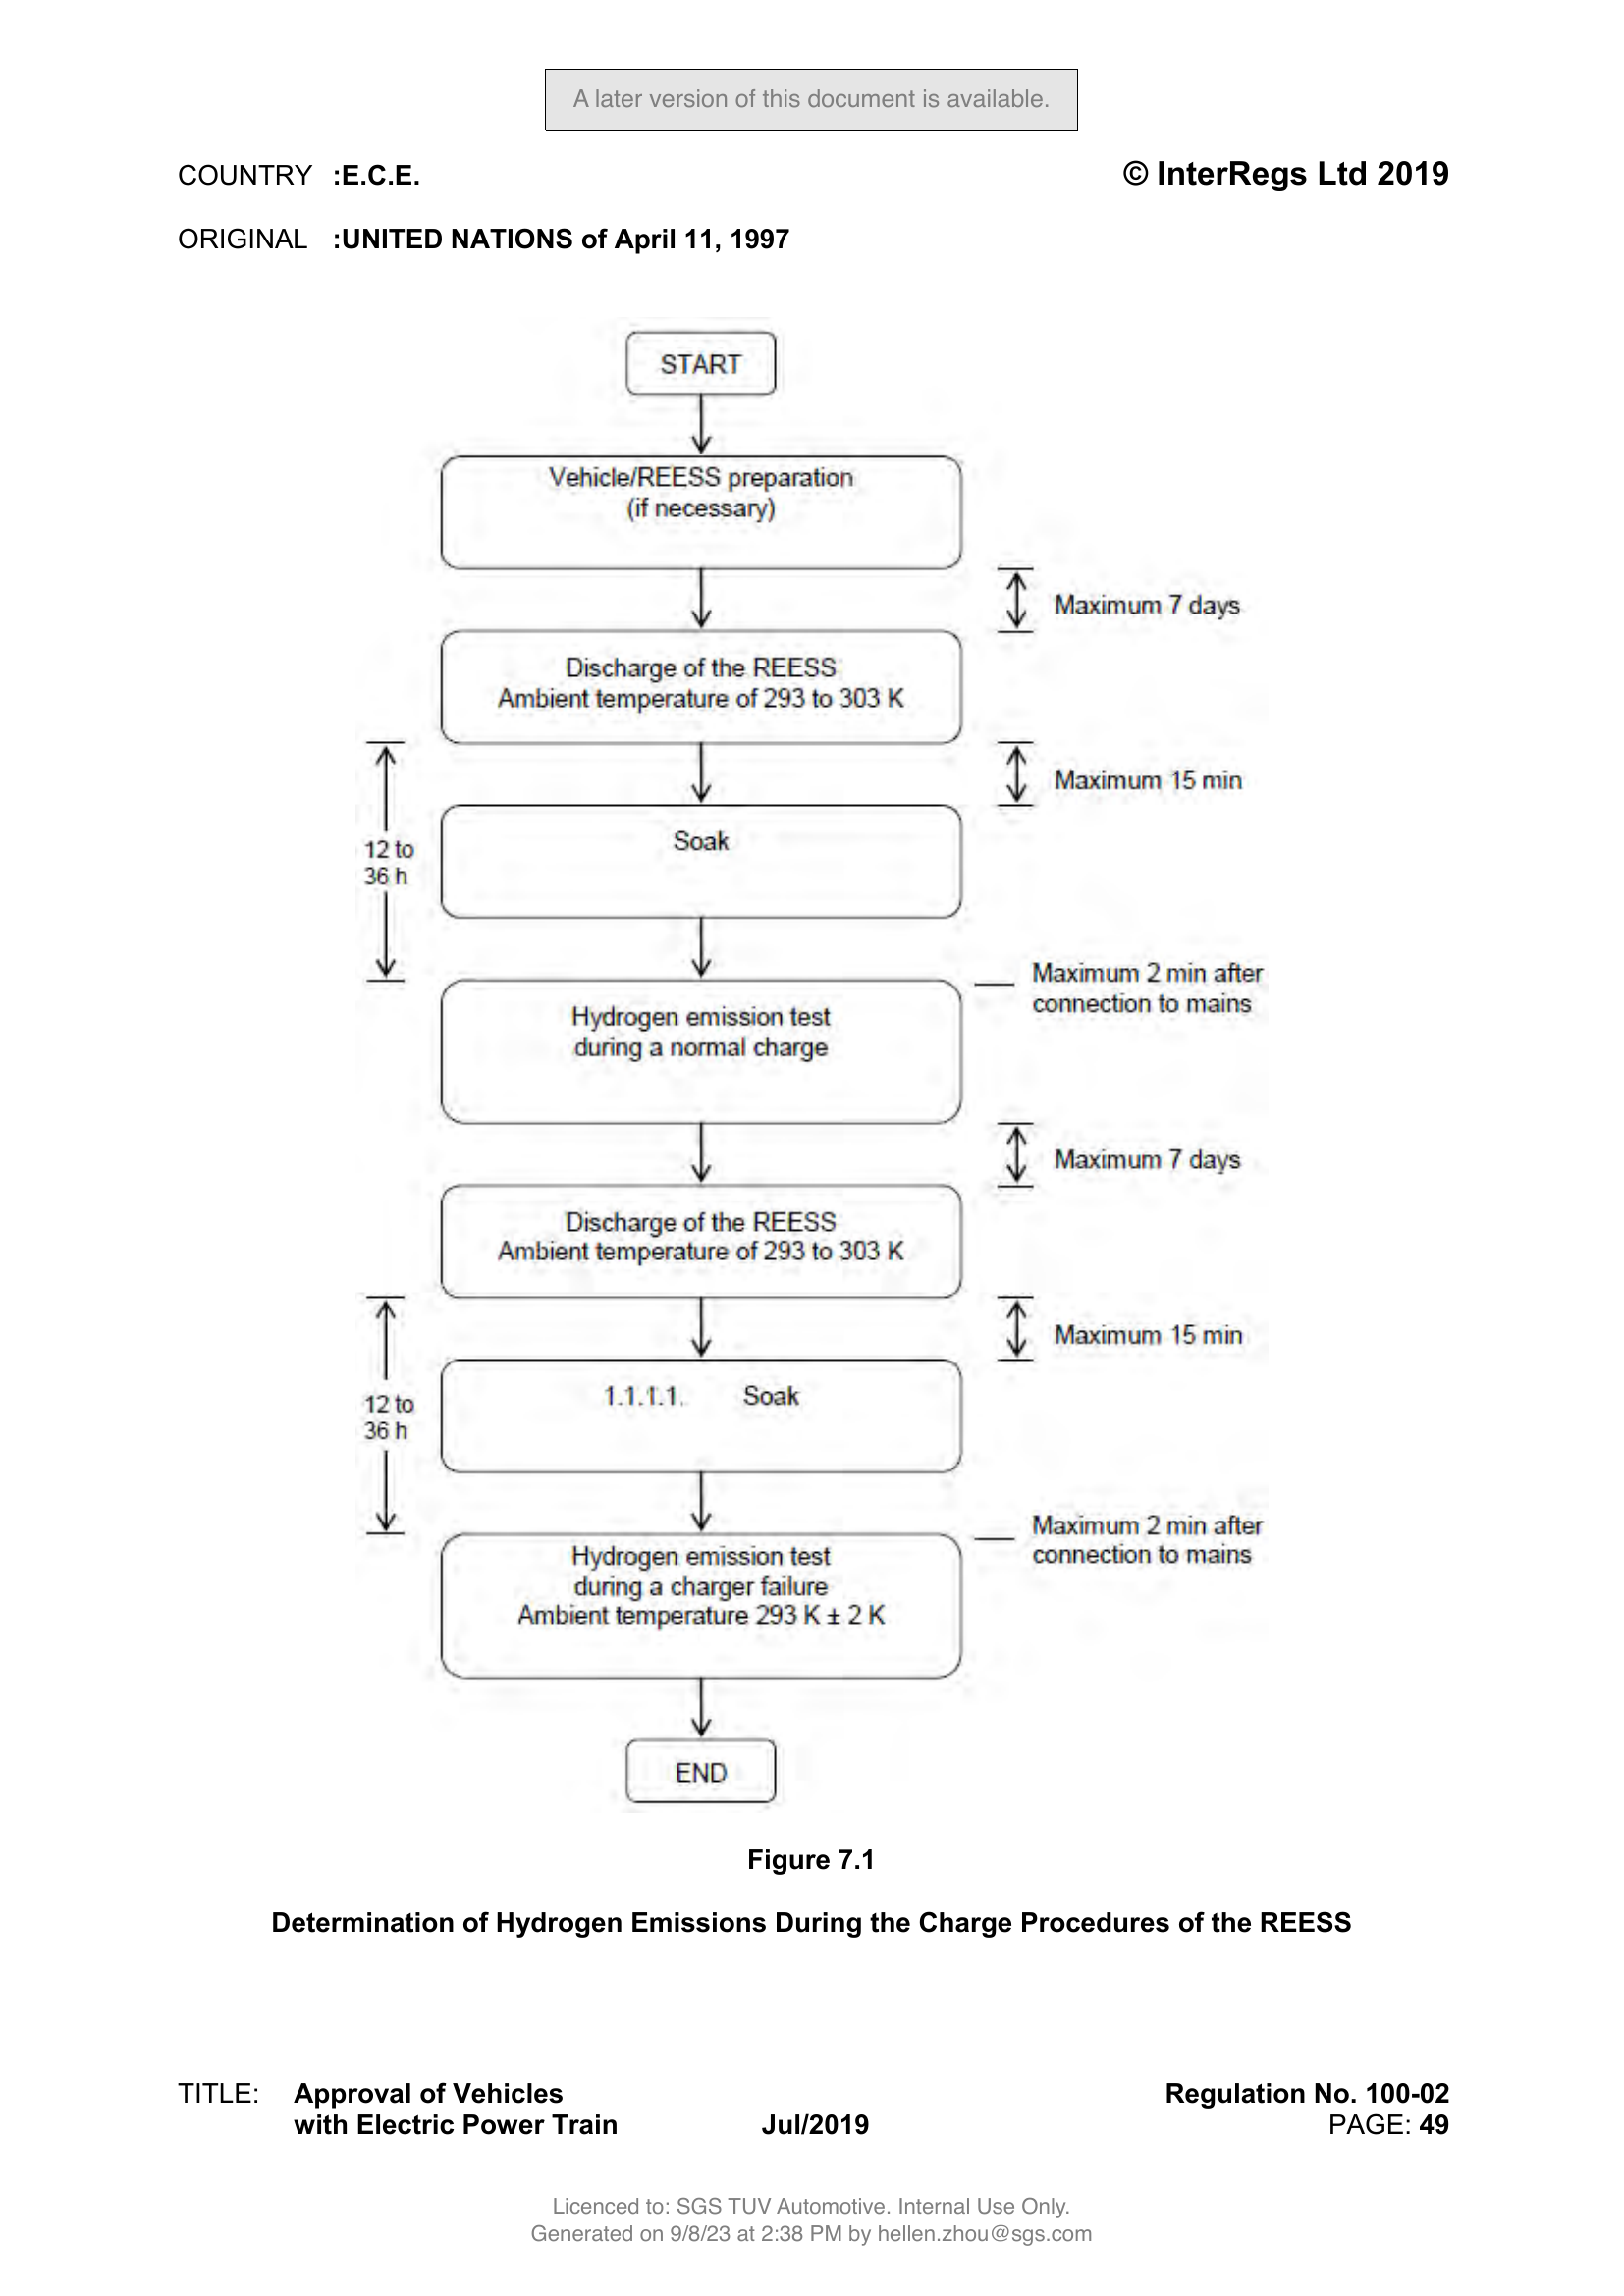 A later version of this document is available.
COUNTRY :E.C.E. © InterRegs Ltd 2019
ORIGINAL :UNITED NATIONS of April 11, 1997
START
Vehicle/REESS preparation
(if necessary)
Maximum 7 days
Discharge of the REESS
Ambient temperature of 293 to 303 K
Maximum 15 min
Soak
12 to
36 h
Maximum 2 min after
connection to mains
Hydrogen emission test
during a normal charge
Maximum 7 days
Discharge of the REESS
Ambient temperature of 293 to 303 K
Maximum 15 min
1.1.1.1. Soak
12 to
36 h
Maximum 2 min after
connection to mains
Hydrogen emission test
during a charger failure
Ambient temperature 293 K ± 2 K
END
Figure 7.1
Determination of Hydrogen Emissions During the Charge Procedures of the REESS
TITLE: Approval of Vehicles Regulation No. 100-02
with Electric Power Train Jul/2019 PAGE: 49
Licenced to: SGS TUV Automotive. Internal Use Only.
Generated on 9/8/23 at 2:38 PM by hellen.zhou@sgs.com